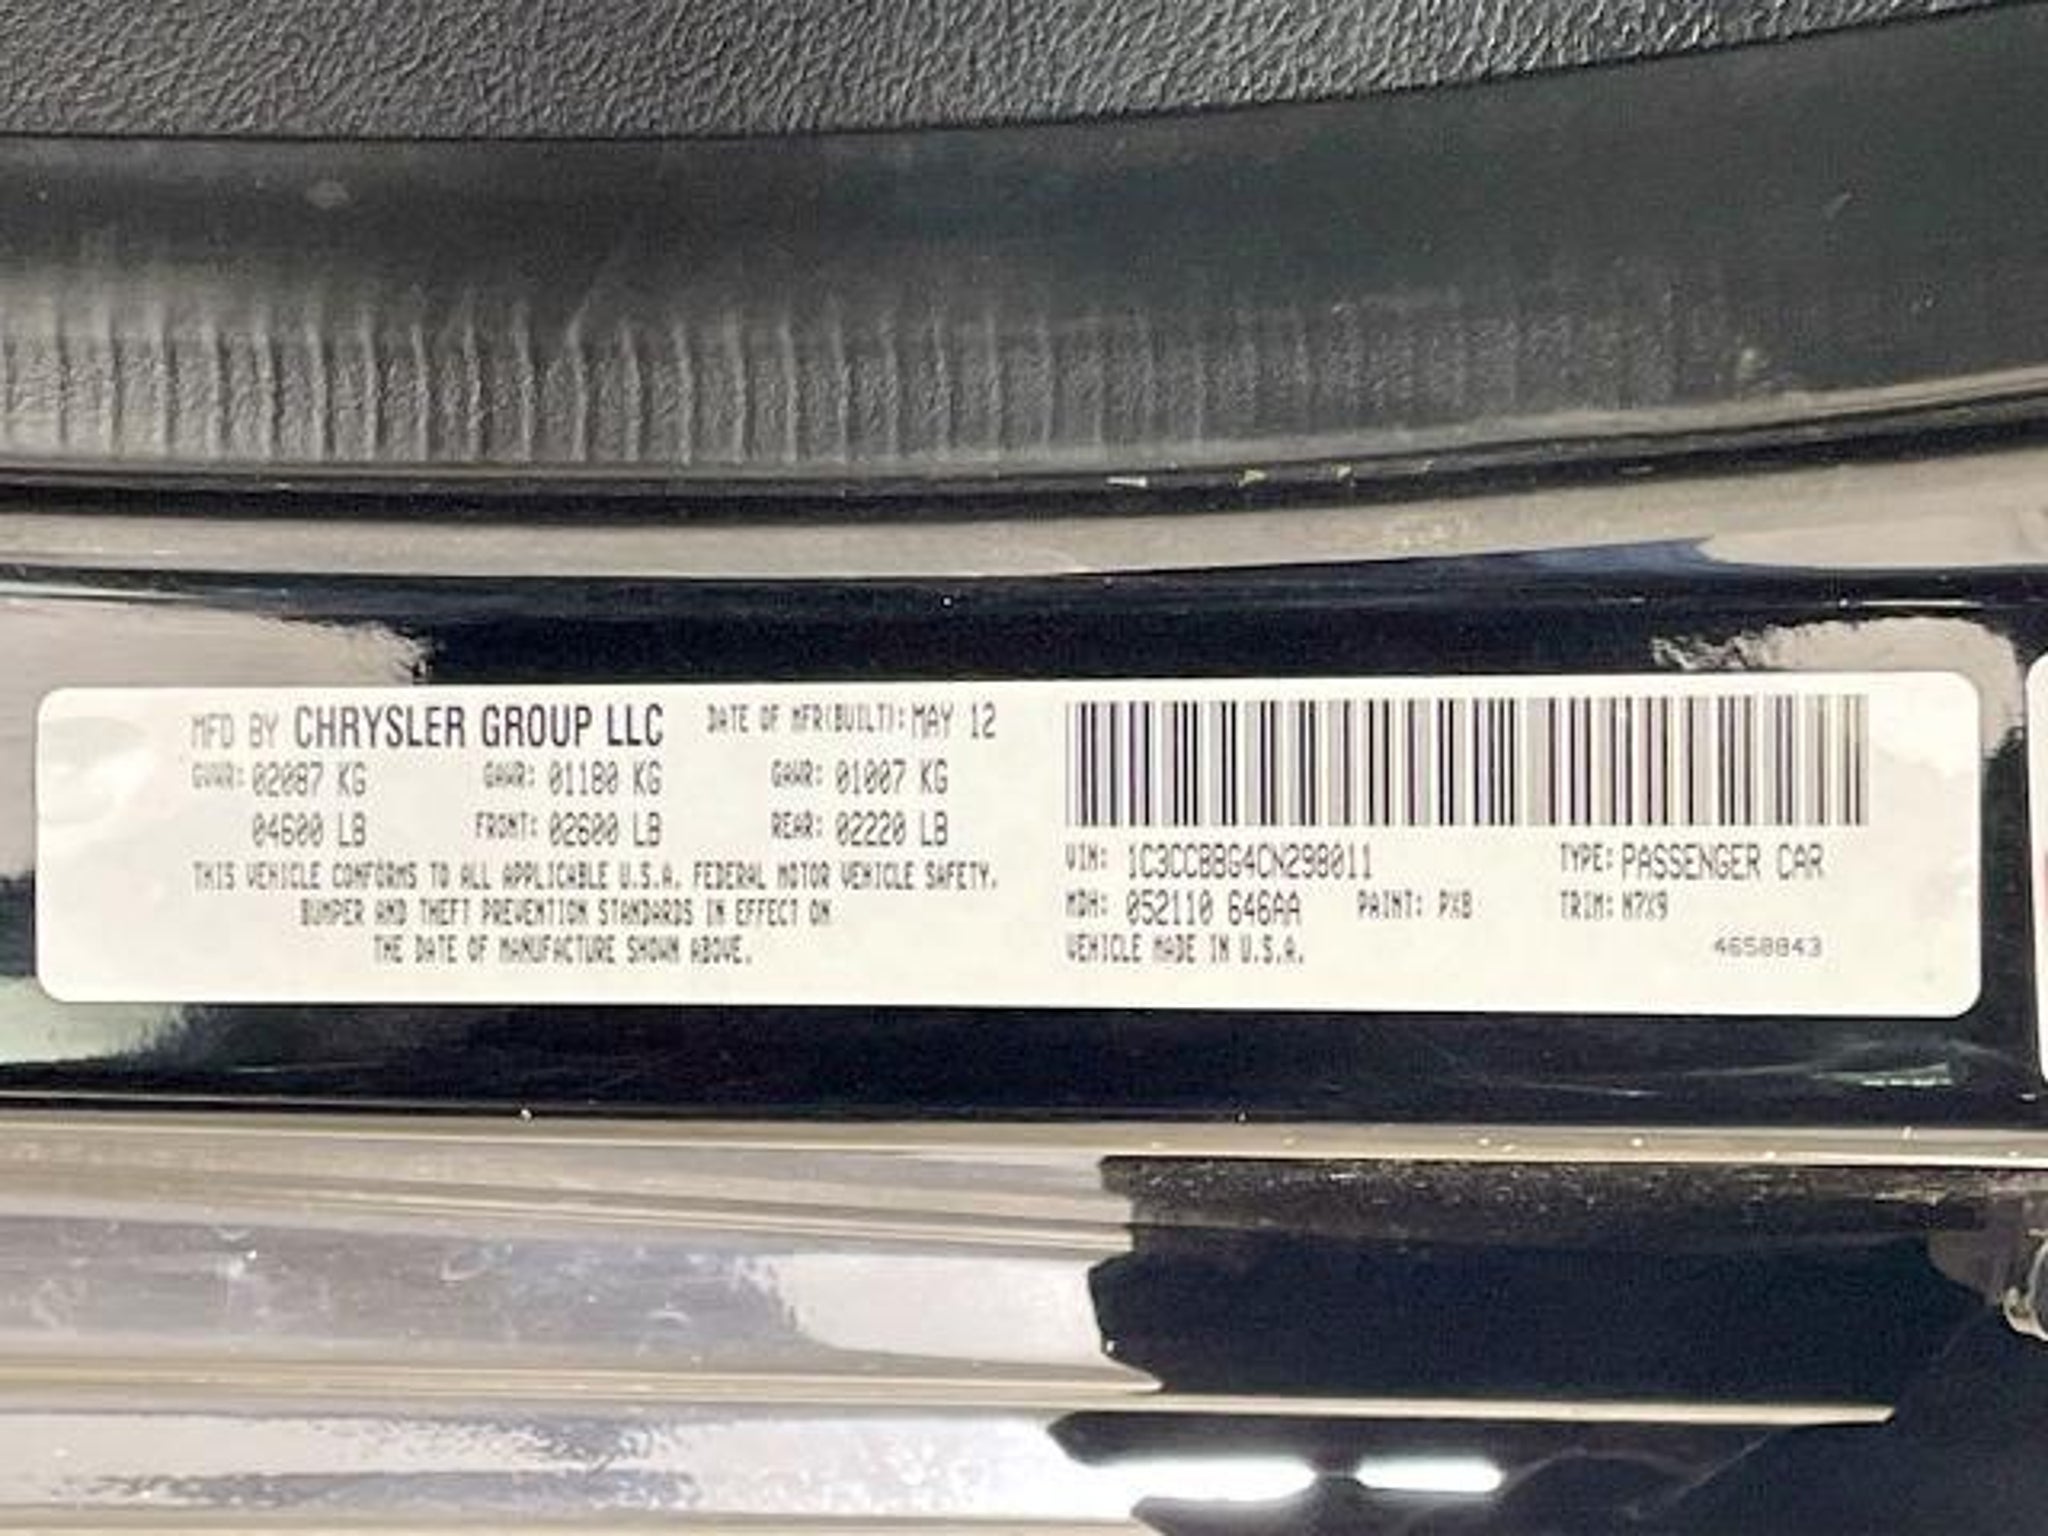 MFD BY CHRYSLER GROUP LLC DATE OF MFR(BUILT): MAY 12
GVWR: 02087 KG GAWR: 01180 KG GAWR: 01007 KG
04600 LB FRONT: 02600 LB REAR: 02220 LB
THIS VEHICLE CONFORMS TO ALL APPLICABLE U.S.A. FEDERAL MOTOR VEHICLE SAFETY,
BUMPER AND THEFT PREVENTION STANDARDS IN EFFECT ON
THE DATE OF MANUFACTURE SHOWN ABOVE.
VIN: 1C3CCBBG4CN298011 TYPE: PASSENGER CAR
MDH: 052110 646AA PAINT: PX8 TRIM: N7X9
VEHICLE MADE IN U.S.A. 4658843